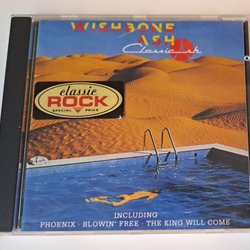 WISHBONE
ASH
Classic ash
classic
ROCK
SPECIAL PRICE
INCLUDING
PHOENIX · BLOWIN' FREE · THE KING WILL COME